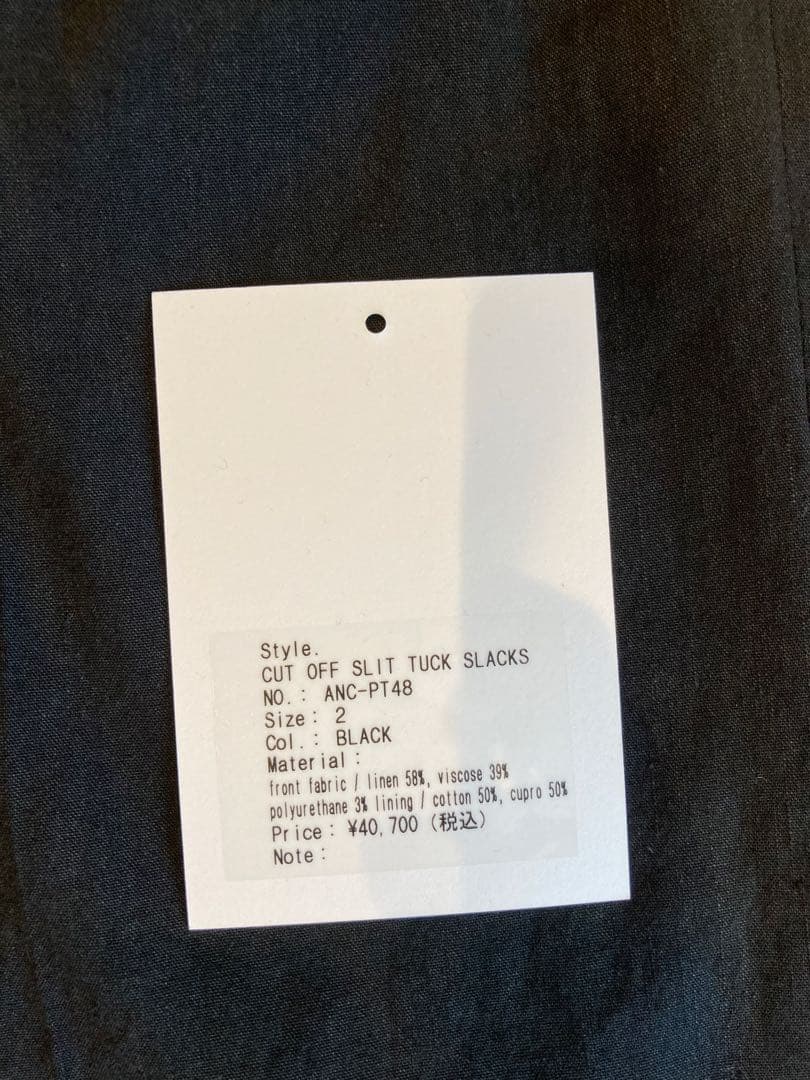 Style.
CUT OFF SLIT TUCK SLACKS
NO.: ANC-PT48
Size: 2
Col.: BLACK
Material:
front fabric / linen 58%, viscose 39%
polyurethane 3% lining / cotton 50%, cupro 50%
Price: ¥40,700 (税込)
Note: